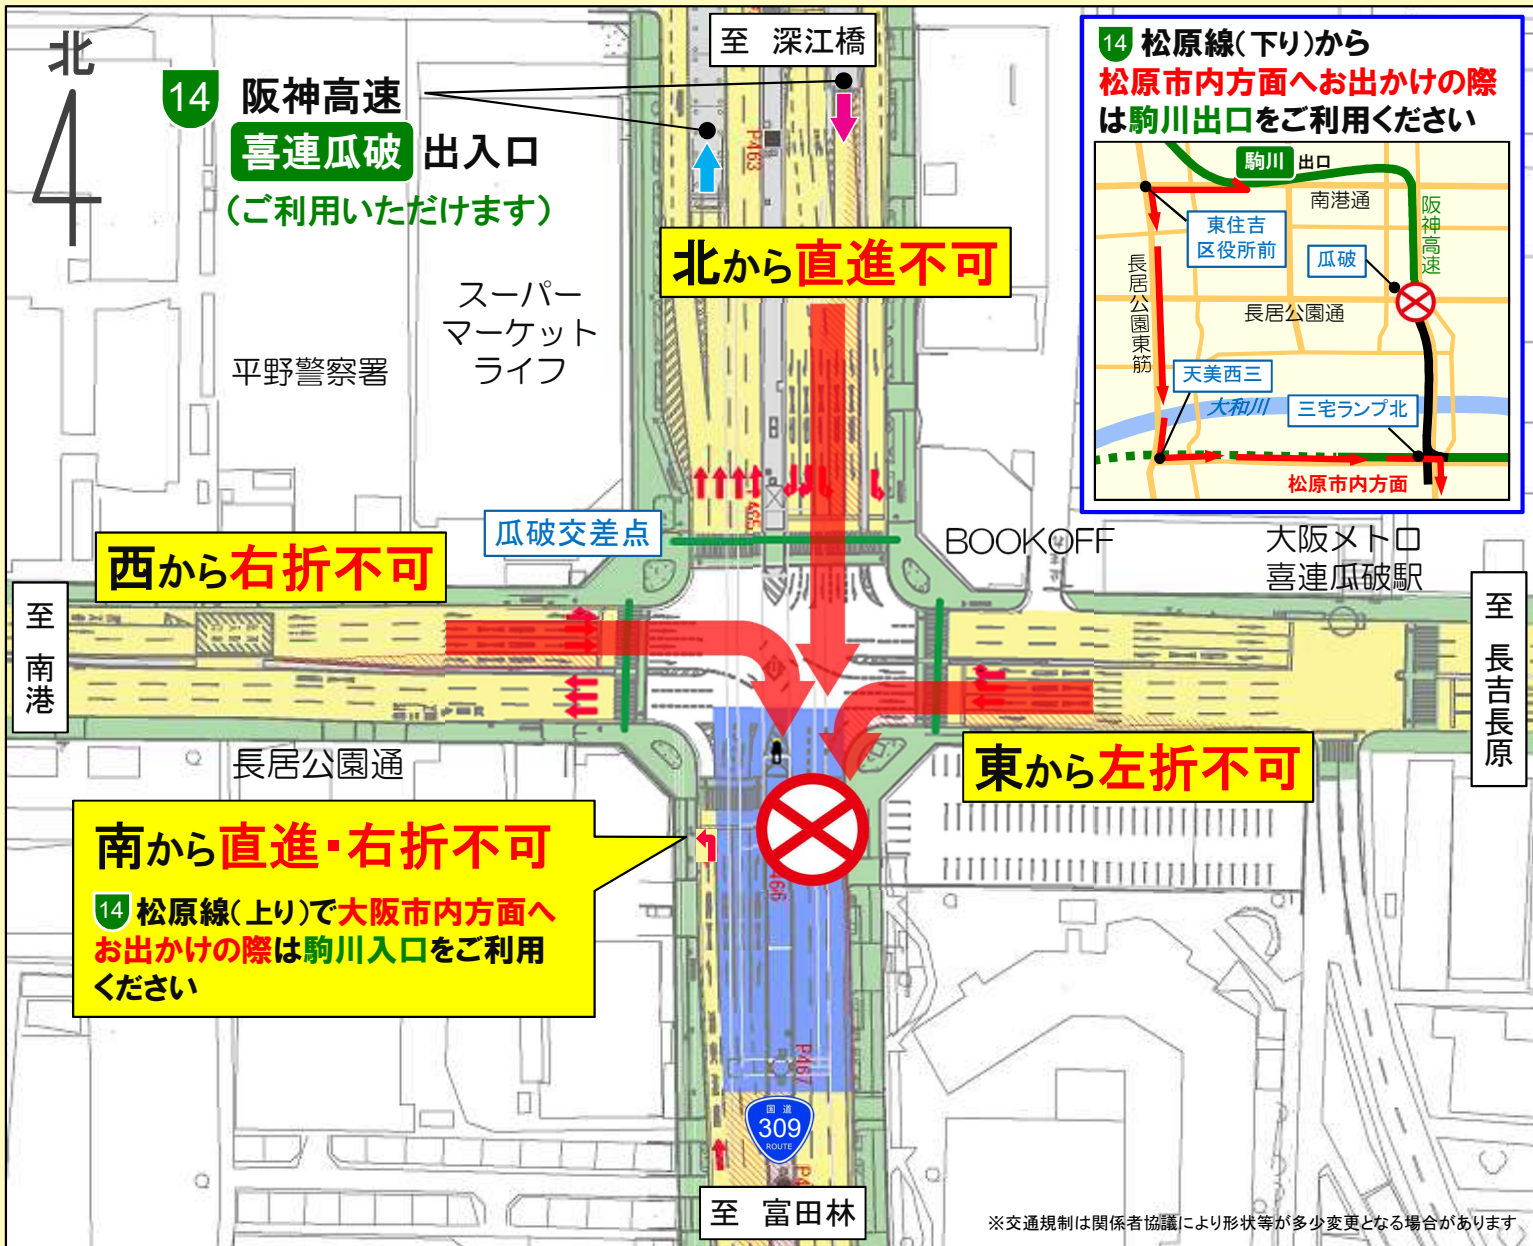 北
至 深江橋
14 阪神高速
喜連瓜破 出入口
(ご利用いただけます)
14 松原線(下り)から
松原市内方面へお出かけの際
は駒川出口をご利用ください
駒川 出口
南港通
阪神高速
東住吉
区役所前
瓜破
長居公園東筋
長居公園通
天美西三
大和川
三宅ランプ北
松原市内方面
P463
北から直進不可
スーパー
マーケット
ライフ
平野警察署
瓜破交差点
BOOKOFF
大阪メトロ
喜連瓜破駅
西から右折不可
至 南港
至 長吉長原
長居公園通
東から左折不可
南から直進・右折不可
14 松原線(上り)で大阪市内方面へ
お出かけの際は駒川入口をご利用
ください
P467
国道
309
ROUTE
至 富田林
※交通規制は関係者協議により形状等が多少変更となる場合があります